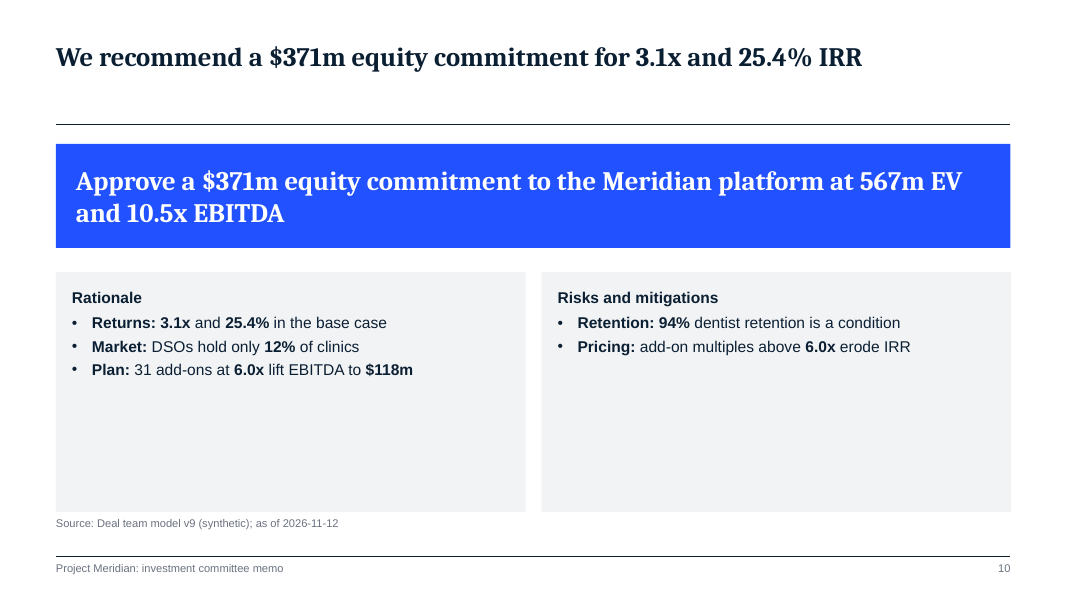 We recommend a $371m equity commitment for 3.1x and 25.4% IRR
Approve a $371m equity commitment to the Meridian platform at 567m EV
and 10.5x EBITDA
Rationale
• Returns: 3.1x and 25.4% in the base case
• Market: DSOs hold only 12% of clinics
• Plan: 31 add-ons at 6.0x lift EBITDA to $118m
Risks and mitigations
• Retention: 94% dentist retention is a condition
• Pricing: add-on multiples above 6.0x erode IRR
Source: Deal team model v9 (synthetic); as of 2026-11-12
Project Meridian: investment committee memo
10